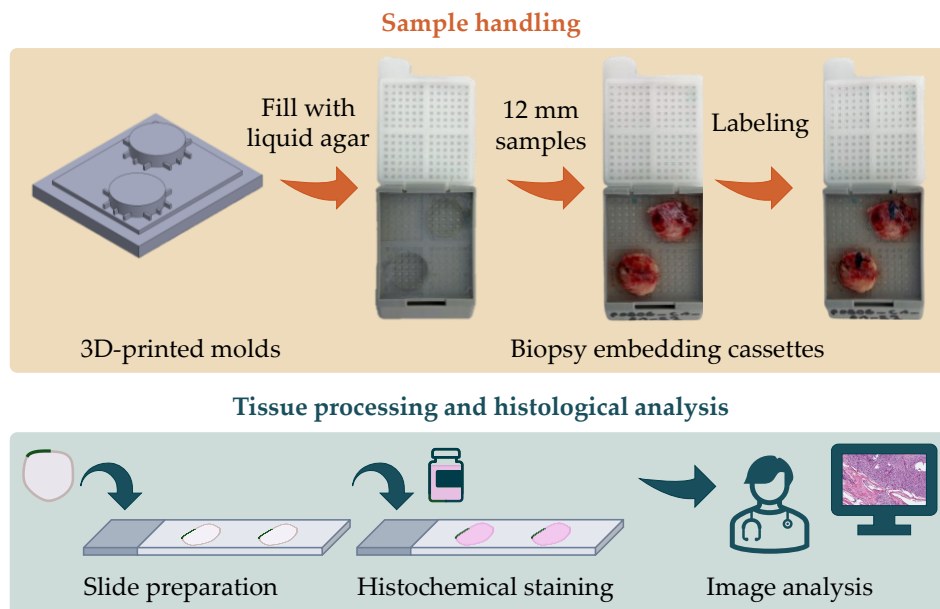 Sample handling
Fill with
liquid agar
12 mm
samples
Labeling
3D-printed molds
Biopsy embedding cassettes
Tissue processing and histological analysis
Slide preparation
Histochemical staining
Image analysis